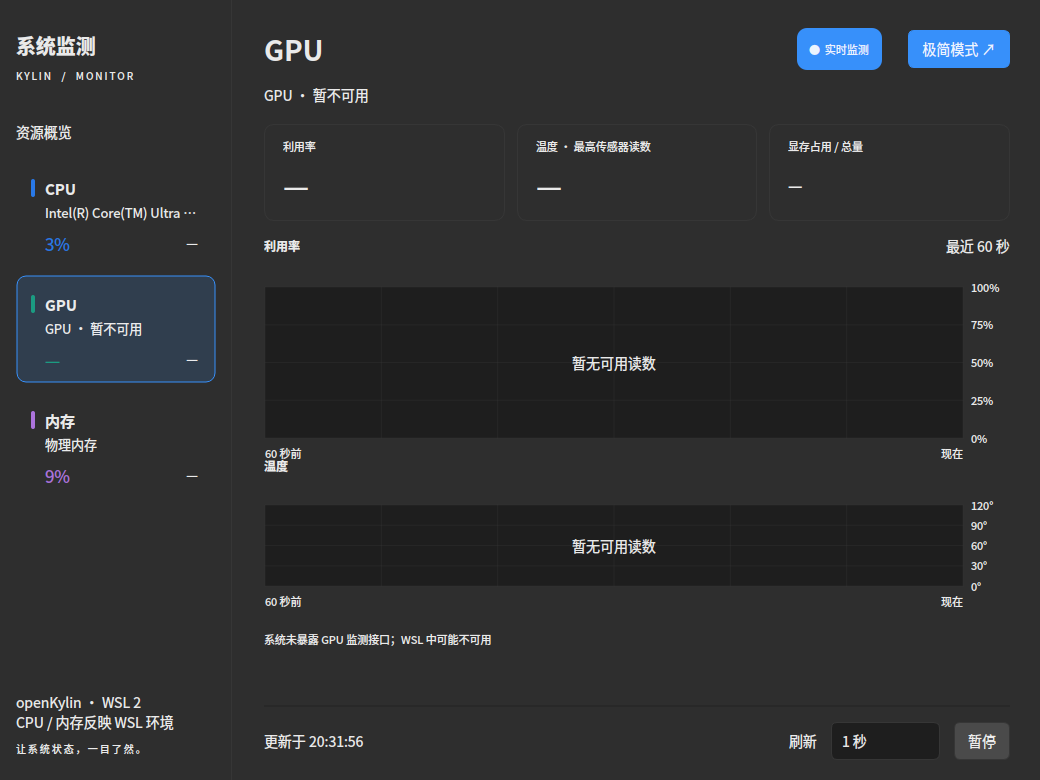 系统监测
KYLIN / MONITOR
资源概览
CPU
Intel(R) Core(TM) Ultra ⋯
3% —
GPU
GPU · 暂不可用
— —
内存
物理内存
9% —
openKylin · WSL 2
CPU / 内存反映 WSL 环境
让系统状态，一目了然。
GPU
● 实时监测
极简模式 ↗
GPU · 暂不可用
利用率
—
温度 · 最高传感器读数
—
显存占用 / 总量
—
利用率 最近 60 秒
100%
75%
暂无可用读数 50%
25%
0%
60 秒前 现在
温度
120°
90°
暂无可用读数 60°
30°
0°
60 秒前 现在
系统未暴露 GPU 监测接口；WSL 中可能不可用
更新于 20:31:56 刷新 1 秒 暂停